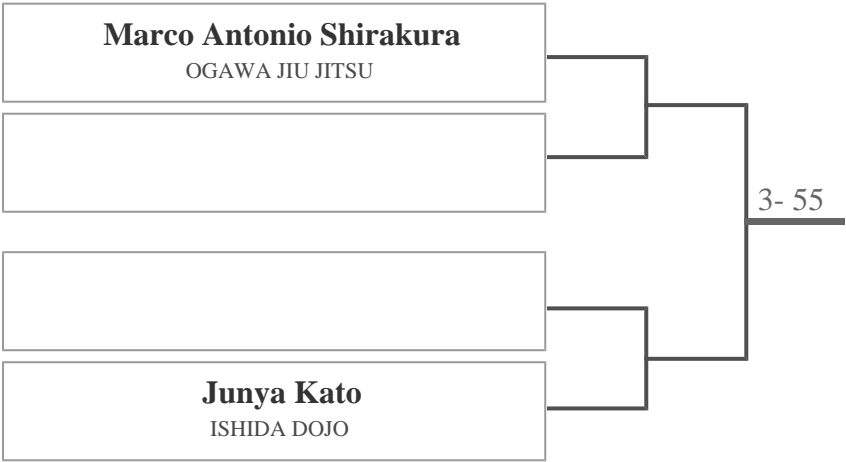 Marco Antonio Shirakura
OGAWA JIU JITSU
3- 55
Junya Kato
ISHIDA DOJO